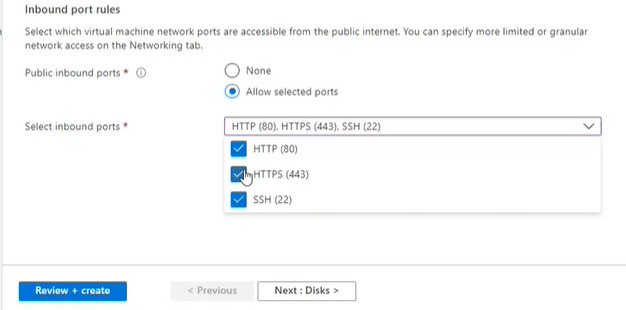 Inbound port rules
Select which virtual machine network ports are accessible from the public internet. You can specify more limited or granular
network access on the Networking tab.
Public inbound ports *
None
Allow selected ports
Select inbound ports *
HTTP (80), HTTPS (443), SSH (22)
HTTP (80)
HTTPS (443)
SSH (22)
Review + create
< Previous
Next : Disks >